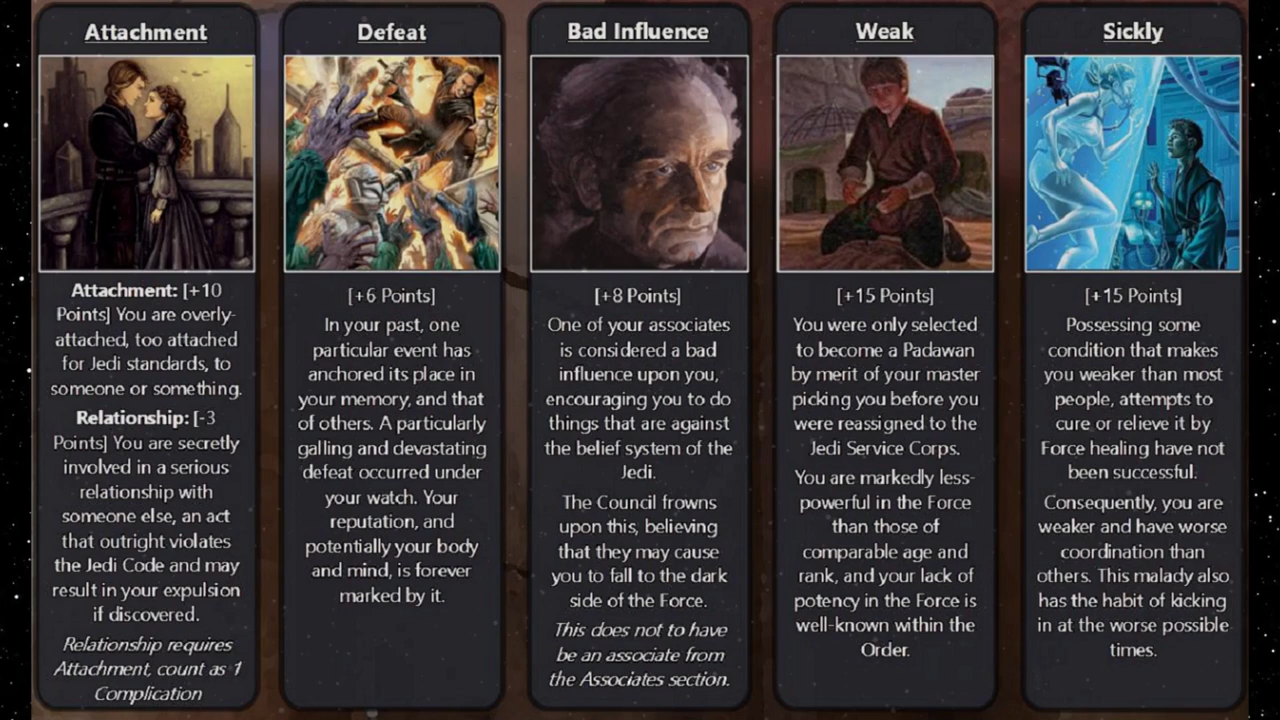 Attachment
Attachment: [+10
Points] You are overly-
attached, too attached
for Jedi standards, to
someone or something.
Relationship: [-3
Points] You are secretly
involved in a serious
relationship with
someone else, an act
that outright violates
the Jedi Code and may
result in your expulsion
if discovered.
Relationship requires
Attachment, count as 1
Complication
Defeat
[+6 Points]
In your past, one
particular event has
anchored its place in
your memory, and that
of others. A particularly
galling and devastating
defeat occurred under
your watch. Your
reputation, and
potentially your body
and mind, is forever
marked by it.
Bad Influence
[+8 Points]
One of your associates
is considered a bad
influence upon you,
encouraging you to do
things that are against
the belief system of the
Jedi.
The Council frowns
upon this, believing
that they may cause
you to fall to the dark
side of the Force.
This does not to have
be an associate from
the Associates section.
Weak
[+15 Points]
You were only selected
to become a Padawan
by merit of your master
picking you before you
were reassigned to the
Jedi Service Corps.
You are markedly less-
powerful in the Force
than those of
comparable age and
rank, and your lack of
potency in the Force is
well-known within the
Order.
Sickly
[+15 Points]
Possessing some
condition that makes
you weaker than most
people, attempts to
cure or relieve it by
Force healing have not
been successful.
Consequently, you are
weaker and have worse
coordination than
others. This malady also
has the habit of kicking
in at the worse possible
times.